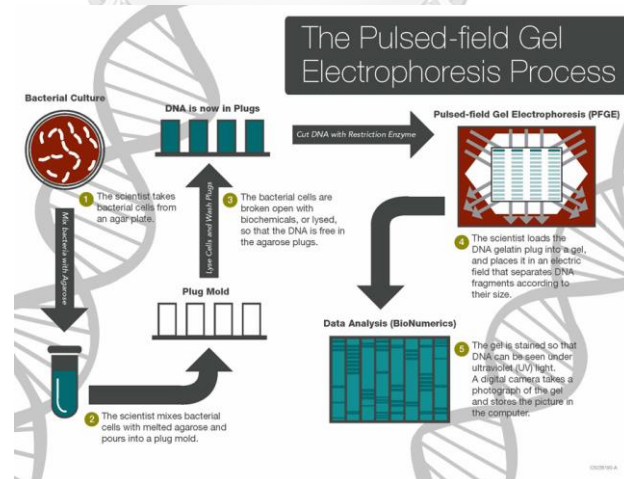 The Pulsed-field Gel
Electrophoresis Process
Bacterial Culture
1 The scientist takes
bacterial cells from
an agar plate.
Mix bacteria with Agarose
2 The scientist mixes bacterial
cells with melted agarose and
pours into a plug mold.
Plug Mold
Lyse Cells and Wash Plugs
3 The bacterial cells are
broken open with
biochemicals, or lysed,
so that the DNA is free in
the agarose plugs.
DNA is now in Plugs
Cut DNA with Restriction Enzyme
Pulsed-field Gel Electrophoresis (PFGE)
4 The scientist loads the
DNA gelatin plug into a gel,
and places it in an electric
field that separates DNA
fragments according to
their size.
Data Analysis (BioNumerics)
5 The gel is stained so that
DNA can be seen under
ultraviolet (UV) light.
A digital camera takes a
photograph of the gel
and stores the picture in
the computer.